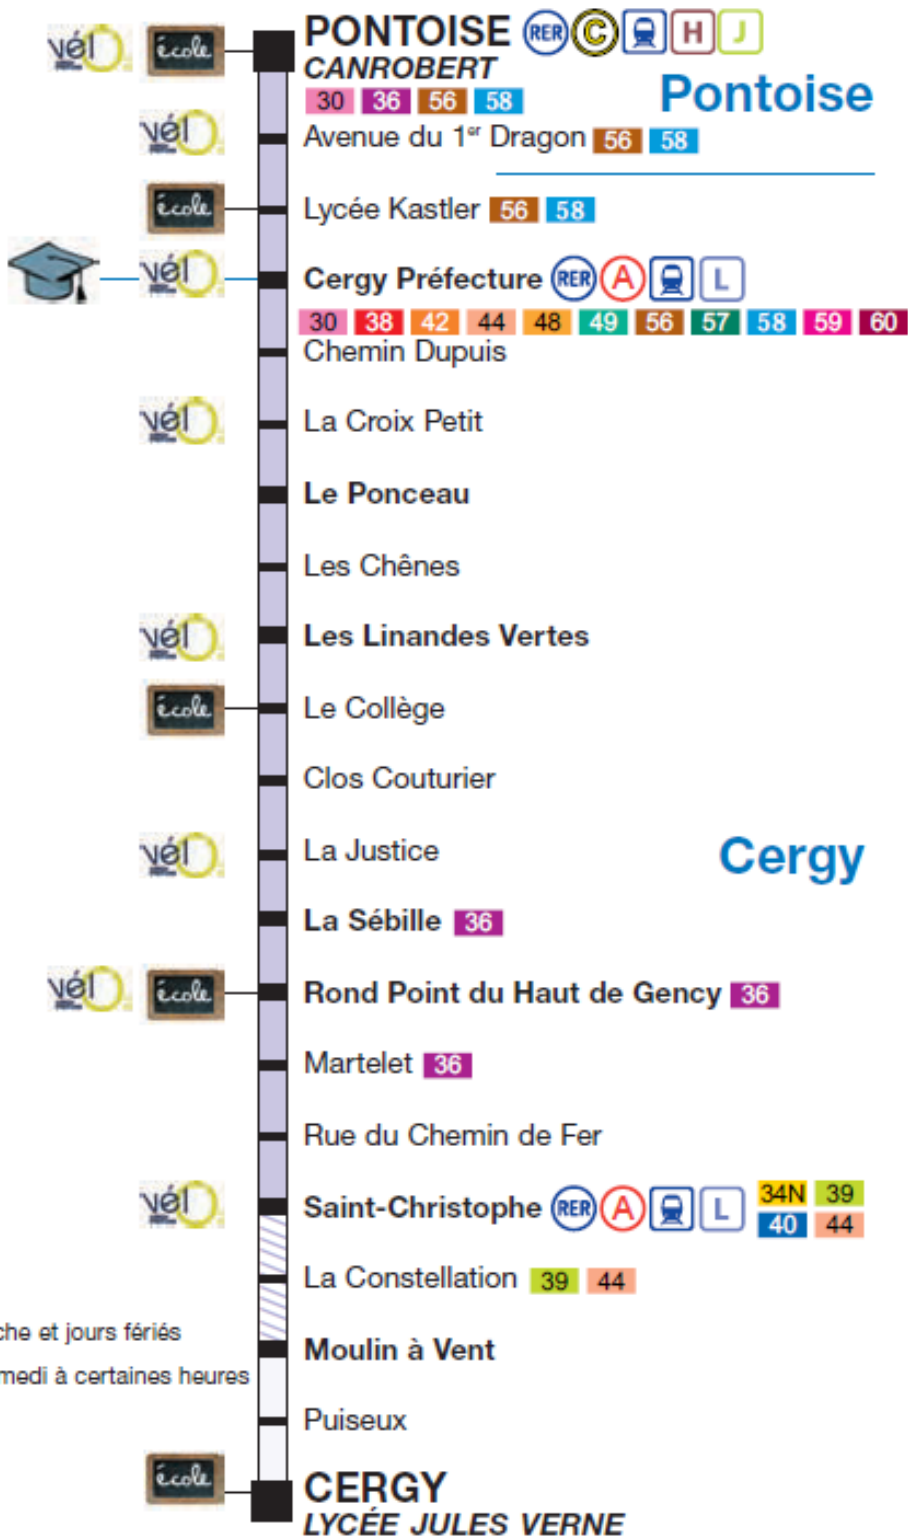 vélO école PONTOISE RER C H J
CANROBERT
30 36 56 58
Pontoise
vélO Avenue du 1er Dragon 56 58
école Lycée Kastler 56 58
vélO Cergy Préfecture RER A L
30 38 42 44 48 49 56 57 58 59 60
Chemin Dupuis
vélO La Croix Petit
Le Ponceau
Les Chênes
vélO Les Linandes Vertes
école Le Collège
Clos Couturier
vélO La Justice
Cergy
La Sébille 36
vélO école Rond Point du Haut de Gency 36
Martelet 36
Rue du Chemin de Fer
vélO Saint-Christophe RER A L 34N 39
40 44
La Constellation 39 44
che et jours fériés
Moulin à Vent
medi à certaines heures
Puiseux
école CERGY
LYCÉE JULES VERNE